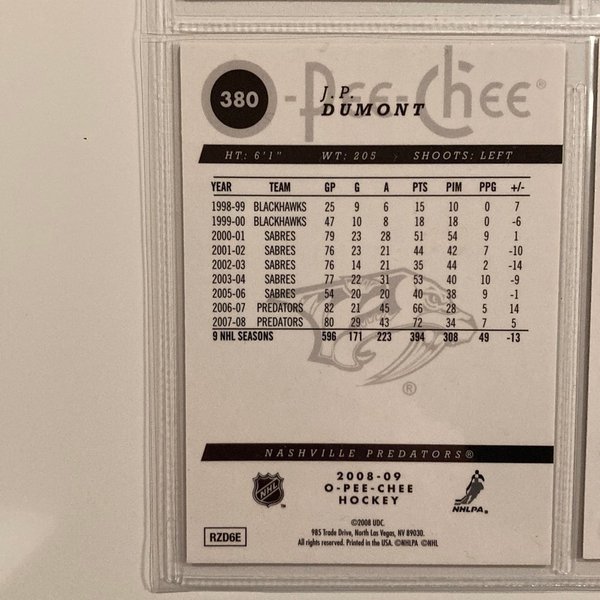 380
O-Pee-Chee®
J.P.
DUMONT
HT: 6'1" WT: 205 SHOOTS: LEFT
YEAR TEAM GP G A PTS PIM PPG +/-
1998-99 BLACKHAWKS 25 9 6 15 10 0 7
1999-00 BLACKHAWKS 47 10 8 18 18 0 -6
2000-01 SABRES 79 23 28 51 54 9 1
2001-02 SABRES 76 23 21 44 42 7 -10
2002-03 SABRES 76 14 21 35 44 2 -14
2003-04 SABRES 77 22 31 53 40 10 -9
2005-06 SABRES 54 20 20 40 38 9 -1
2006-07 PREDATORS 82 21 45 66 28 5 14
2007-08 PREDATORS 80 29 43 72 34 7 5
9 NHL SEASONS 596 171 223 394 308 49 -13
®
NASHVILLE PREDATORS®
NHL
TM
2008-09
O-PEE-CHEE
HOCKEY
NHLPA®
©2008 UDC.
985 Trade Drive, North Las Vegas, NV 89030.
All rights reserved. Printed in the USA. ©NHLPA ©NHL
RZD6E